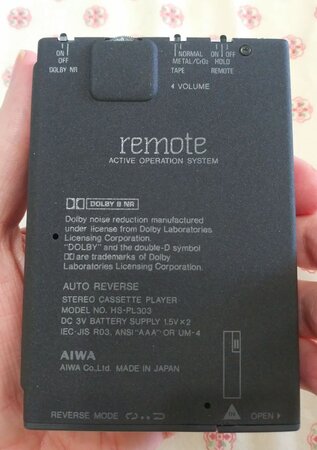 ON
OFF
DOLBY NR
NORMAL
METAL/CrO₂
TAPE
ON OFF
HOLD
REMOTE
4 VOLUME
remote
ACTIVE OPERATION SYSTEM
DOLBY B NR
Dolby noise reduction manufactured
under license from Dolby Laboratories
Licensing Corporation.
"DOLBY" and the double-D symbol
are trademarks of Dolby
Laboratories Licensing Corporation.
AUTO REVERSE
STEREO CASSETTE PLAYER
MODEL NO. HS-PL303
DC 3V BATTERY SUPPLY 1.5V×2
IEC·JIS R03, ANSI "AAA" OR UM-4
AIWA
AIWA Co.,Ltd. MADE IN JAPAN
REVERSE MODE
OPEN